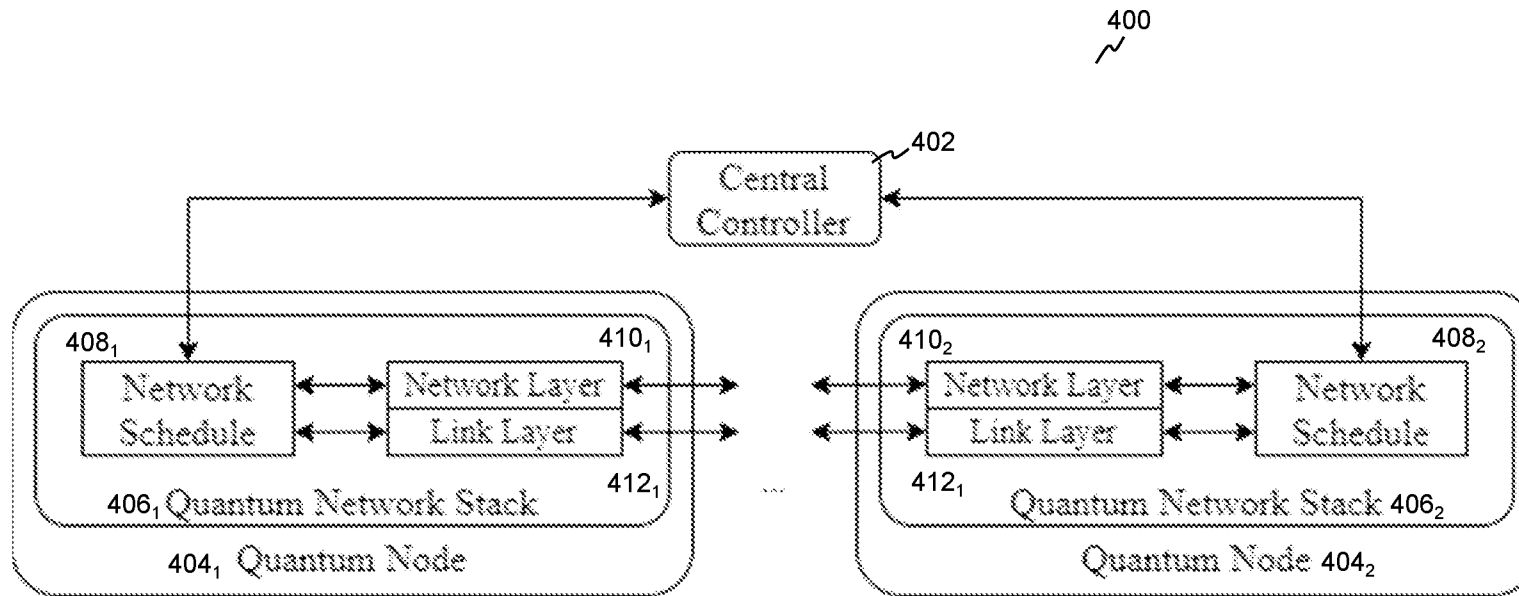 400
402
Central
Controller
408₁
410₁
Network
Schedule
Network Layer
Link Layer
412₁
406₁ Quantum Network Stack
404₁ Quantum Node
...
410₂
408₂
Network Layer
Link Layer
Network
Schedule
412₁
Quantum Network Stack 406₂
Quantum Node 404₂